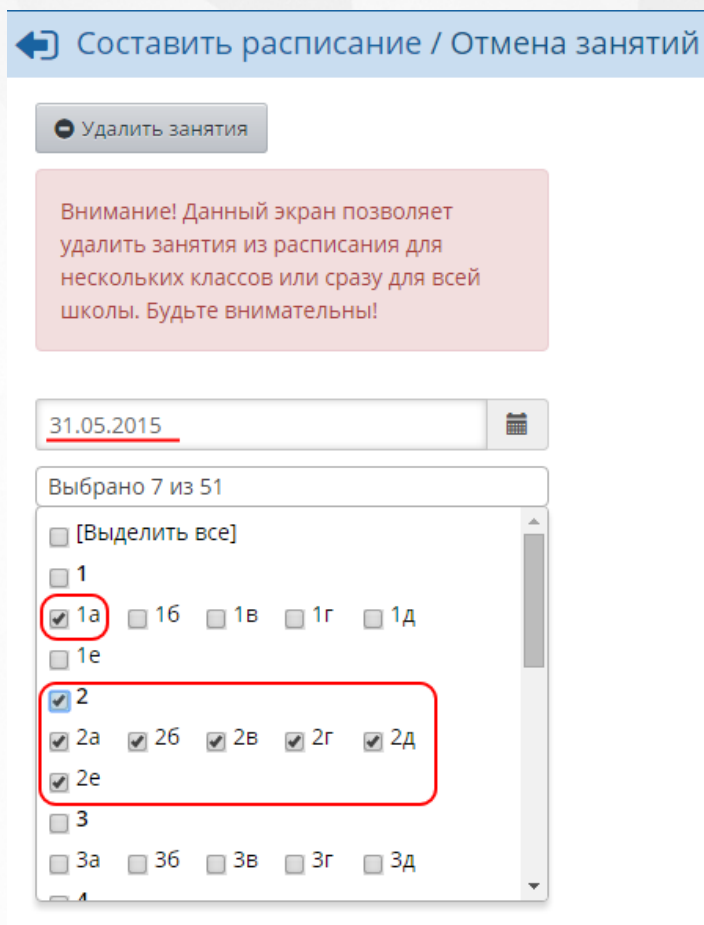 Составить расписание / Отмена занятий
Удалить занятия
Внимание! Данный экран позволяет
удалить занятия из расписания для
нескольких классов или сразу для всей
школы. Будьте внимательны!
31.05.2015
Выбрано 7 из 51
[Выделить все]
1
1а 1б 1в 1г 1д
1е
2
2а 2б 2в 2г 2д
2е
3
3а 3б 3в 3г 3д
4